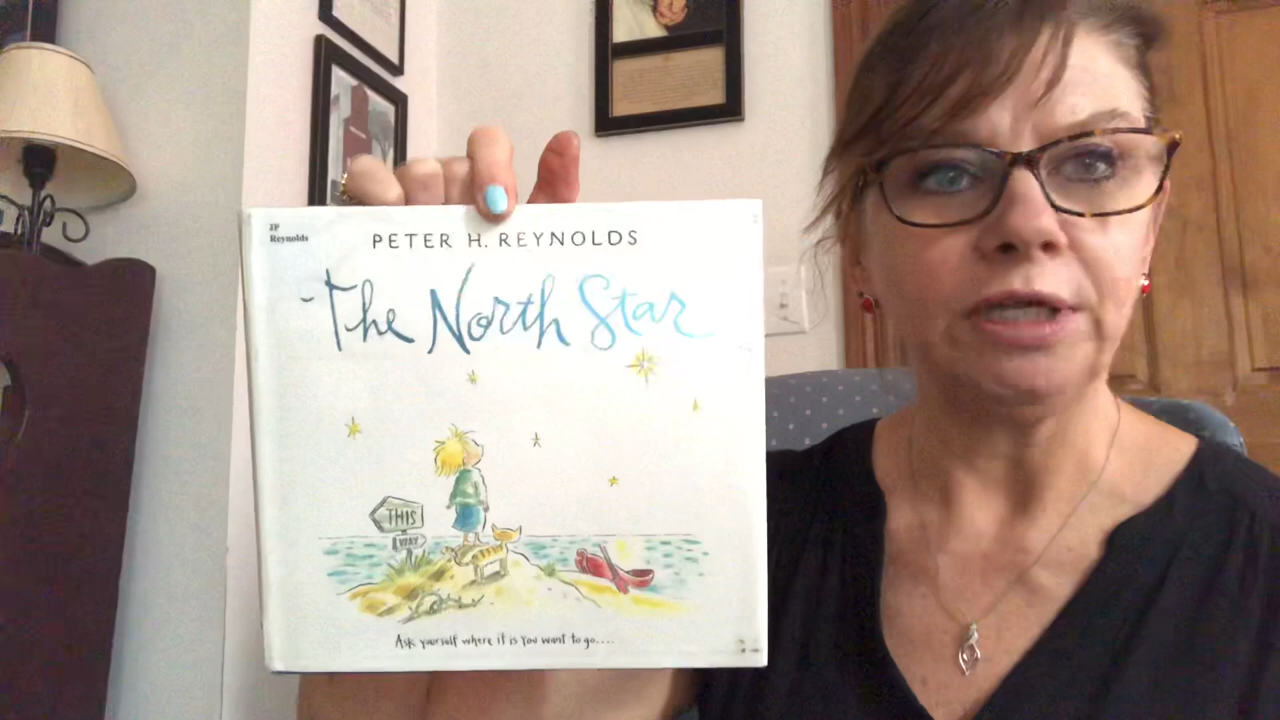 JP
Reynolds
PETER H. REYNOLDS
The North Star
THIS
WAY
Ask yourself where it is you want to go....